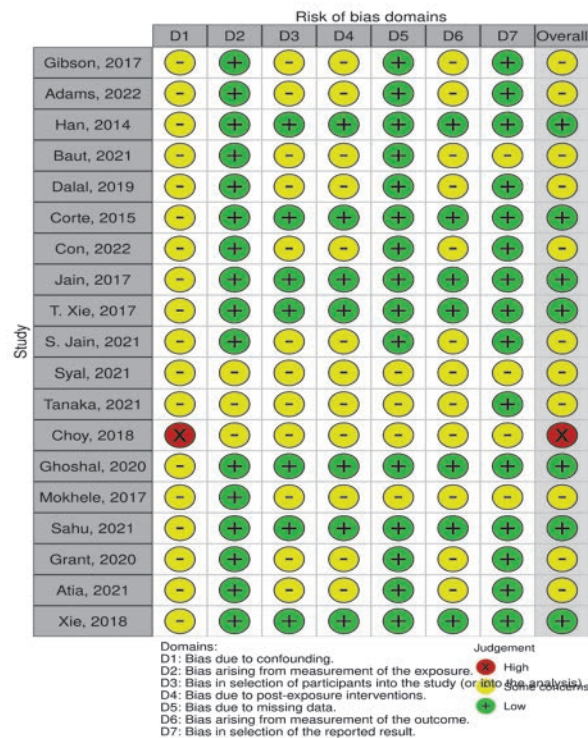 Risk of bias domains
D1 D2 D3 D4 D5 D6 D7 Overall
Study
Gibson, 2017 - + - - + - + -
Adams, 2022 - + - - + - + -
Han, 2014 - + + + + + + +
Baut, 2021 - + - - + - - -
Dalal, 2019 - + - - + - + -
Corte, 2015 - + + + + + + +
Con, 2022 - + - - + - + -
Jain, 2017 - + + + + + + +
T. Xie, 2017 - + + + + + + +
S. Jain, 2021 - + - - + - + -
Syal, 2021 - - - - - - - -
Tanaka, 2021 - - - - - - + -
Choy, 2018 X - - - - - - X
Ghoshal, 2020 - + + + + + + +
Mokhele, 2017 - + - - - - - -
Sahu, 2021 - + + + + + + +
Grant, 2020 - + - - + - + -
Atia, 2021 - + - - + - + -
Xie, 2018 - + + + + + + +
Domains:
D1: Bias due to confounding.
D2: Bias arising from measurement of the exposure.
D3: Bias in selection of participants into the study (or into the analysis).
D4: Bias due to post-exposure interventions.
D5: Bias due to missing data.
D6: Bias arising from measurement of the outcome.
D7: Bias in selection of the reported result.
Judgement
X High
- Some concerns
+ Low